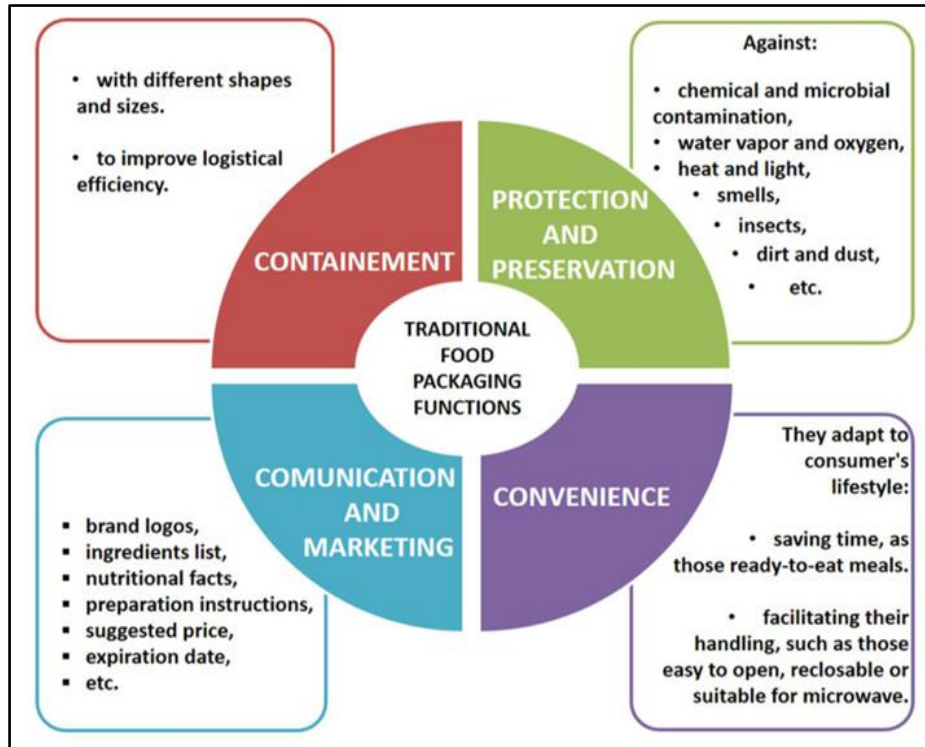 • with different shapes
and sizes.
• to improve logistical
efficiency.
CONTAINEMENT
Against:
• chemical and microbial
contamination,
• water vapor and oxygen,
• heat and light,
• smells,
• insects,
• dirt and dust,
• etc.
PROTECTION
AND
PRESERVATION
TRADITIONAL
FOOD
PACKAGING
FUNCTIONS
COMUNICATION
AND
MARKETING
▪ brand logos,
▪ ingredients list,
▪ nutritional facts,
▪ preparation instructions,
▪ suggested price,
▪ expiration date,
▪ etc.
CONVENIENCE
They adapt to
consumer's
lifestyle:
• saving time, as
those ready-to-eat meals.
• facilitating their
handling, such as those
easy to open, reclosable or
suitable for microwave.